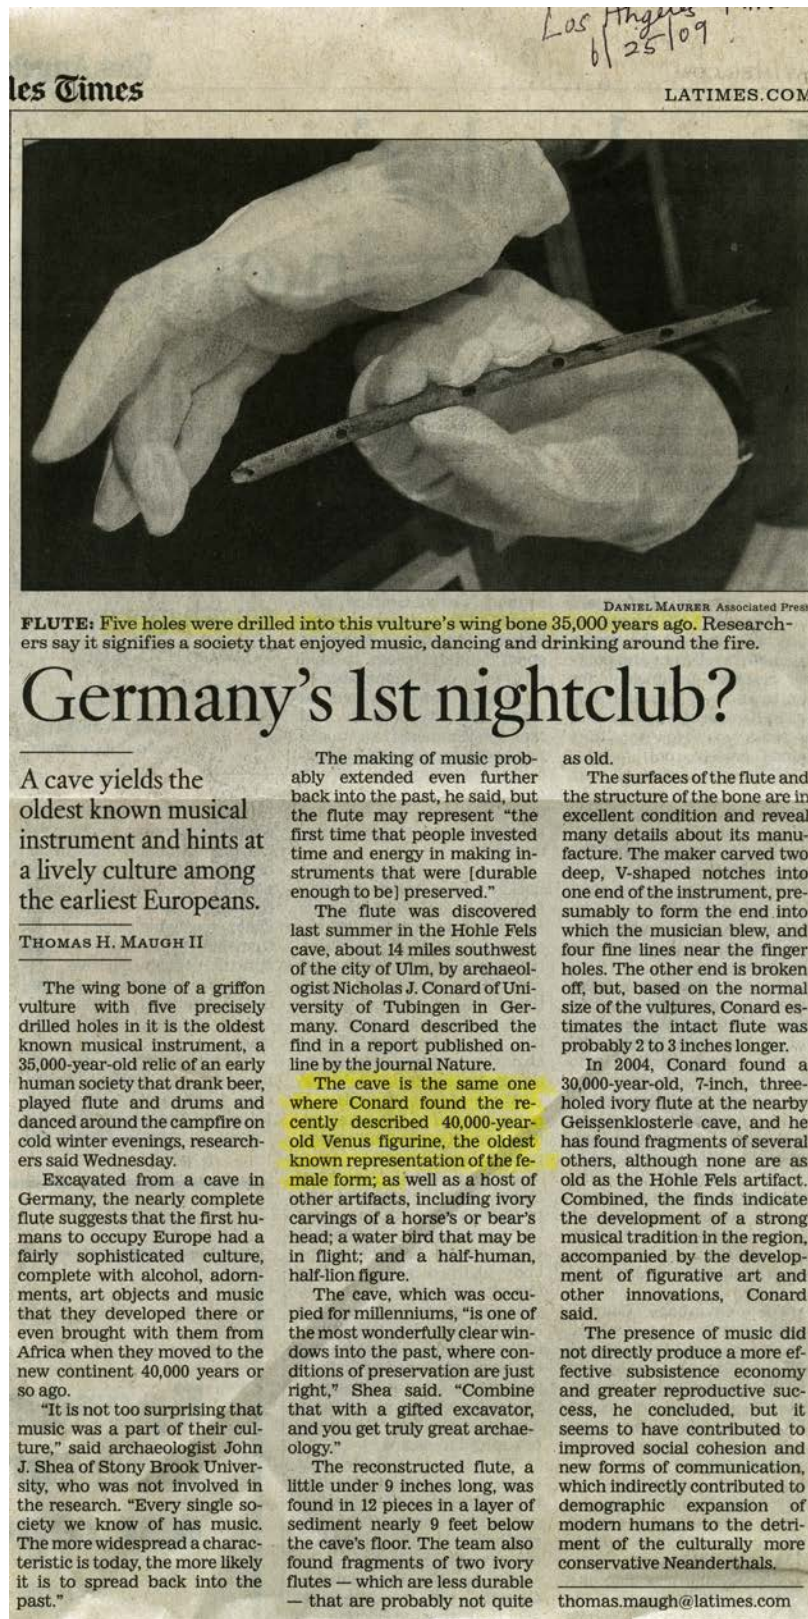 Los Angeles
6/25/09
les Times
LATIMES.COM
DANIEL MAURER Associated Press
FLUTE: Five holes were drilled into this vulture's wing bone 35,000 years ago. Research-
ers say it signifies a society that enjoyed music, dancing and drinking around the fire.
Germany's 1st nightclub?
A cave yields the
oldest known musical
instrument and hints at
a lively culture among
the earliest Europeans.
THOMAS H. MAUGH II
The wing bone of a griffon
vulture with five precisely
drilled holes in it is the oldest
known musical instrument, a
35,000-year-old relic of an early
human society that drank beer,
played flute and drums and
danced around the campfire on
cold winter evenings, research-
ers said Wednesday.
Excavated from a cave in
Germany, the nearly complete
flute suggests that the first hu-
mans to occupy Europe had a
fairly sophisticated culture,
complete with alcohol, adorn-
ments, art objects and music
that they developed there or
even brought with them from
Africa when they moved to the
new continent 40,000 years or
so ago.
"It is not too surprising that
music was a part of their cul-
ture," said archaeologist John
J. Shea of Stony Brook Univer-
sity, who was not involved in
the research. "Every single so-
ciety we know of has music.
The more widespread a charac-
teristic is today, the more likely
it is to spread back into the
past."
The making of music prob-
ably extended even further
back into the past, he said, but
the flute may represent "the
first time that people invested
time and energy in making in-
struments that were [durable
enough to be] preserved."
The flute was discovered
last summer in the Hohle Fels
cave, about 14 miles southwest
of the city of Ulm, by archaeol-
ogist Nicholas J. Conard of Uni-
versity of Tubingen in Ger-
many. Conard described the
find in a report published on-
line by the journal Nature.
The cave is the same one
where Conard found the re-
cently described 40,000-year-
old Venus figurine, the oldest
known representation of the fe-
male form; as well as a host of
other artifacts, including ivory
carvings of a horse's or bear's
head; a water bird that may be
in flight; and a half-human,
half-lion figure.
The cave, which was occu-
pied for millenniums, "is one of
the most wonderfully clear win-
dows into the past, where con-
ditions of preservation are just
right," Shea said. "Combine
that with a gifted excavator,
and you get truly great archae-
ology."
The reconstructed flute, a
little under 9 inches long, was
found in 12 pieces in a layer of
sediment nearly 9 feet below
the cave's floor. The team also
found fragments of two ivory
flutes — which are less durable
— that are probably not quite
as old.
The surfaces of the flute and
the structure of the bone are in
excellent condition and reveal
many details about its manu-
facture. The maker carved two
deep, V-shaped notches into
one end of the instrument, pre-
sumably to form the end into
which the musician blew, and
four fine lines near the finger
holes. The other end is broken
off, but, based on the normal
size of the vultures, Conard es-
timates the intact flute was
probably 2 to 3 inches longer.
In 2004, Conard found a
30,000-year-old, 7-inch, three-
holed ivory flute at the nearby
Geissenklosterle cave, and he
has found fragments of several
others, although none are as
old as the Hohle Fels artifact.
Combined, the finds indicate
the development of a strong
musical tradition in the region,
accompanied by the develop-
ment of figurative art and
other innovations, Conard
said.
The presence of music did
not directly produce a more ef-
fective subsistence economy
and greater reproductive suc-
cess, he concluded, but it
seems to have contributed to
improved social cohesion and
new forms of communication,
which indirectly contributed to
demographic expansion of
modern humans to the detri-
ment of the culturally more
conservative Neanderthals.
thomas.maugh@latimes.com